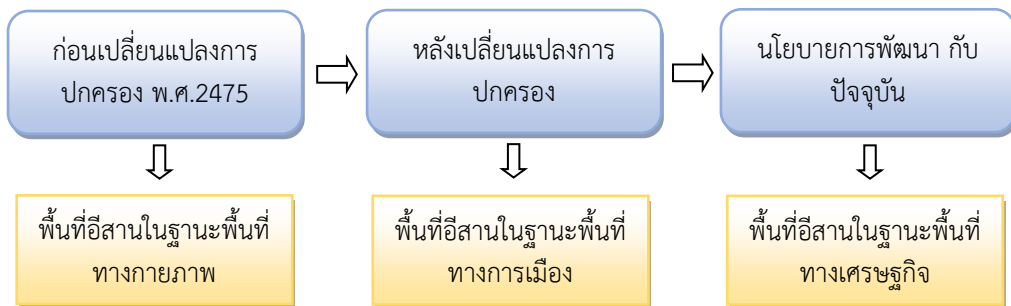 ก่อนเปลี่ยนแปลงการ
ปกครอง พ.ศ.2475
หลังเปลี่ยนแปลงการ
ปกครอง
นโยบายการพัฒนา กับ
ปัจจุบัน
พื้นที่อีสานในฐานะพื้นที่
ทางกายภาพ
พื้นที่อีสานในฐานะพื้นที่
ทางการเมือง
พื้นที่อีสานในฐานะพื้นที่
ทางเศรษฐกิจ